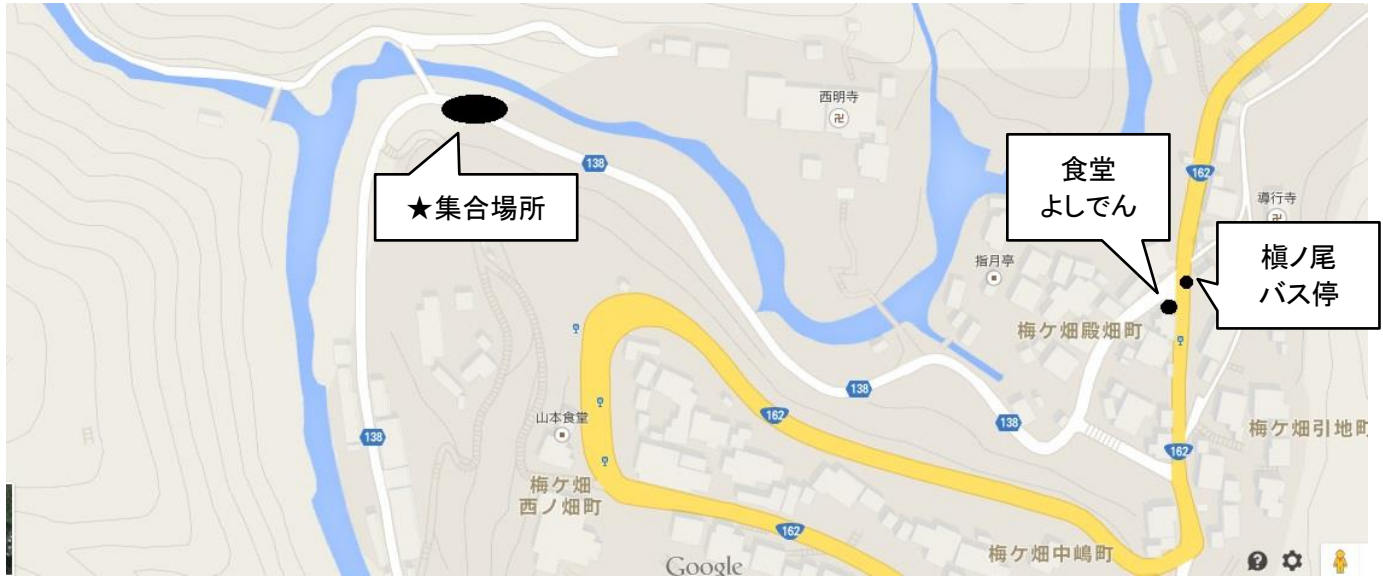 西明寺
卍
138
★集合場所
食堂
よしでん
162
導行寺
卍
槇ノ尾
バス停
指月亭
梅ケ畑殿畑町
138
162
138
山本食堂
138
162
梅ケ畑引地町
梅ケ畑
西ノ畑町
162
梅ケ畑中嶋町
Google
?